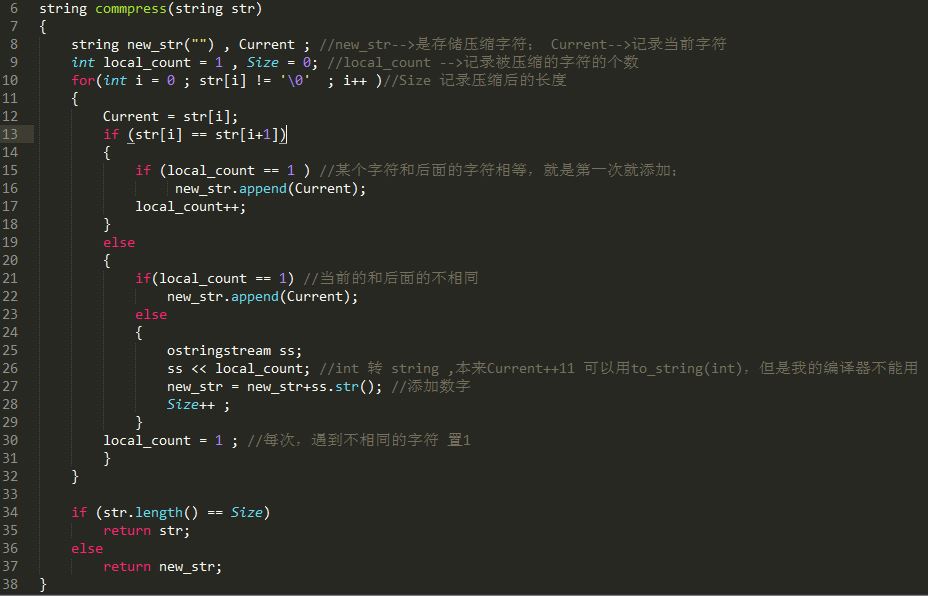 6 string commpress(string str)
7 {
8 string new_str("") , Current ; //new_str-->是存储压缩字符； Current-->记录当前字符
9 int local_count = 1 , Size = 0; //local_count -->记录被压缩的字符的个数
10 for(int i = 0 ; str[i] != '\0' ; i++ )//Size 记录压缩后的长度
11 {
12 Current = str[i];
13 if (str[i] == str[i+1])
14 {
15 if (local_count == 1 ) //某个字符和后面的字符相等，就是第一次就添加；
16 new_str.append(Current);
17 local_count++;
18 }
19 else
20 {
21 if(local_count == 1) //当前的和后面的不相同
22 new_str.append(Current);
23 else
24 {
25 ostringstream ss;
26 ss << local_count; //int 转 string ,本来Current++11 可以用to_string(int)，但是我的编译器不能用
27 new_str = new_str+ss.str(); //添加数字
28 Size++ ;
29 }
30 local_count = 1 ; //每次，遇到不相同的字符 置1
31 }
32 }
33
34 if (str.length() == Size)
35 return str;
36 else
37 return new_str;
38 }